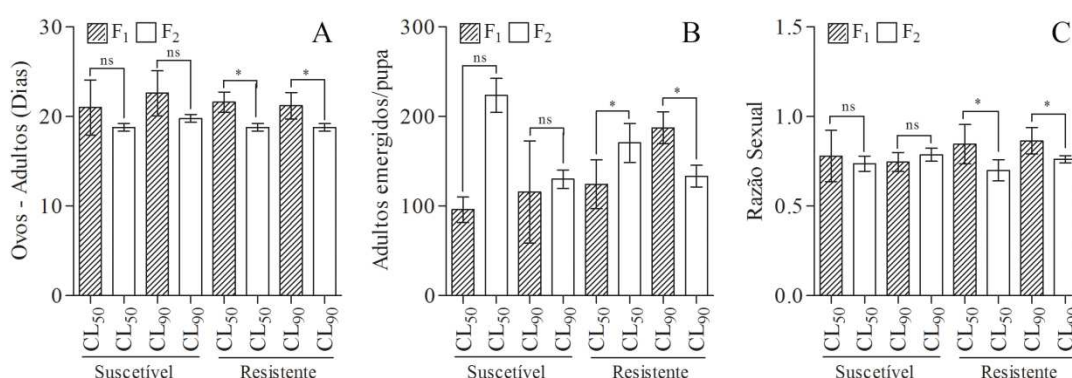 A
F1 F2
Ovos - Adultos (Dias)
30
20
10
0
ns
ns
*
*
CL50
CL50
CL90
CL90
CL50
CL50
CL90
CL90
Suscetível
Resistente
B
F1 F2
Adultos emergidos/pupa
300
200
100
0
ns
ns
*
*
CL50
CL50
CL90
CL90
CL50
CL50
CL90
CL90
Suscetível
Resistente
C
F1 F2
Razão Sexual
1.5
1.0
0.5
0.0
ns
ns
*
*
CL50
CL50
CL90
CL90
CL50
CL50
CL90
CL90
Suscetível
Resistente